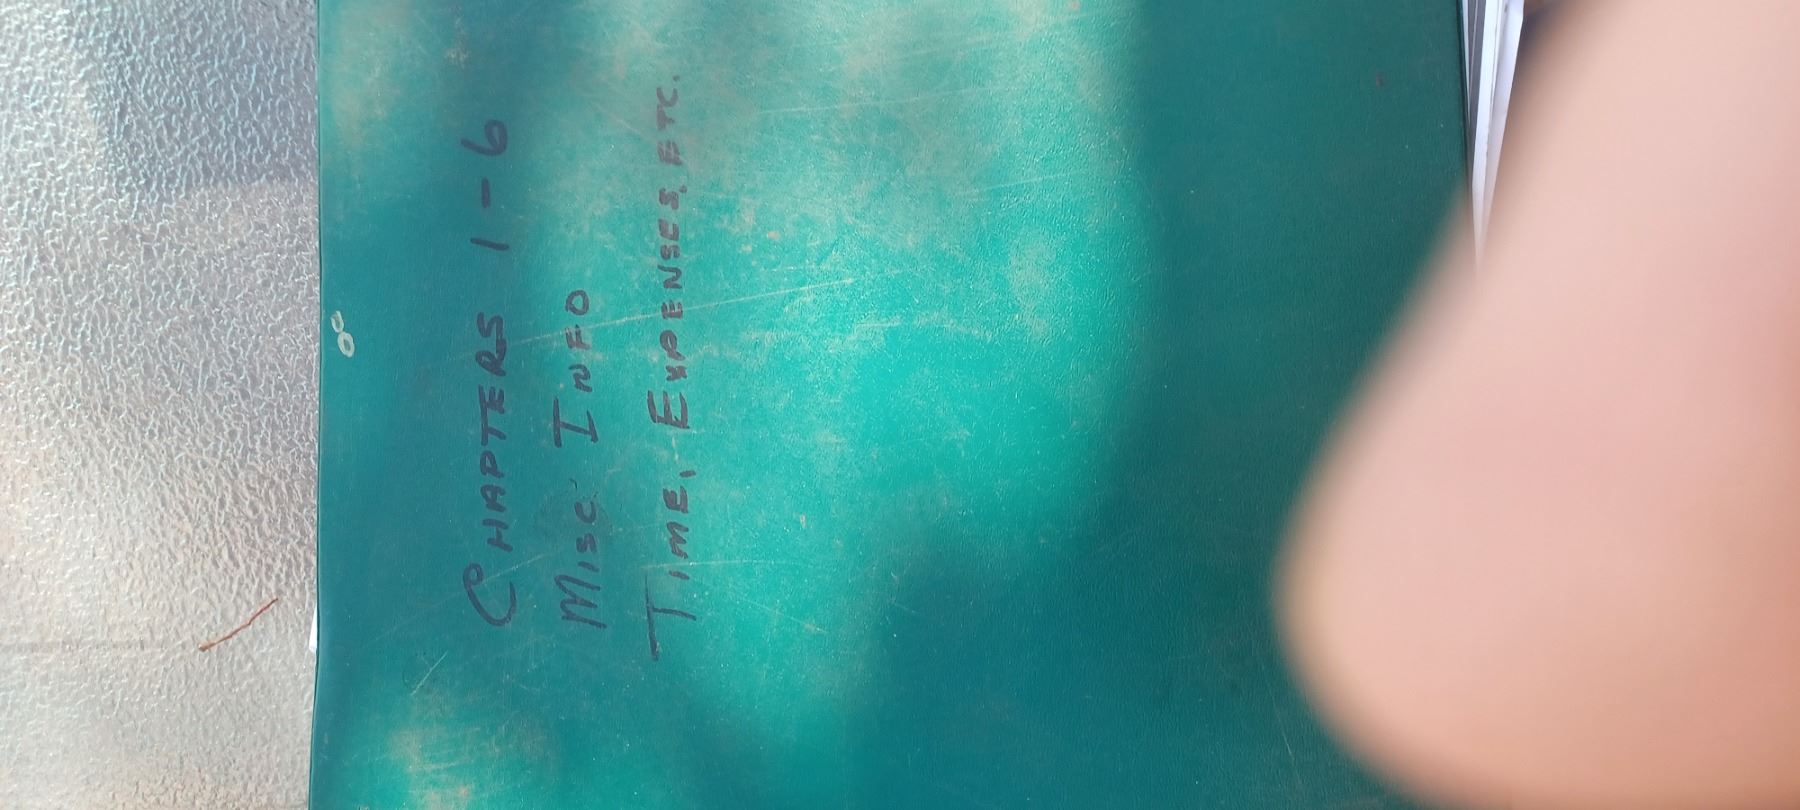 CHAPTERS 1-6
MISC. INFO
TIME, EXPENSES, ETC.